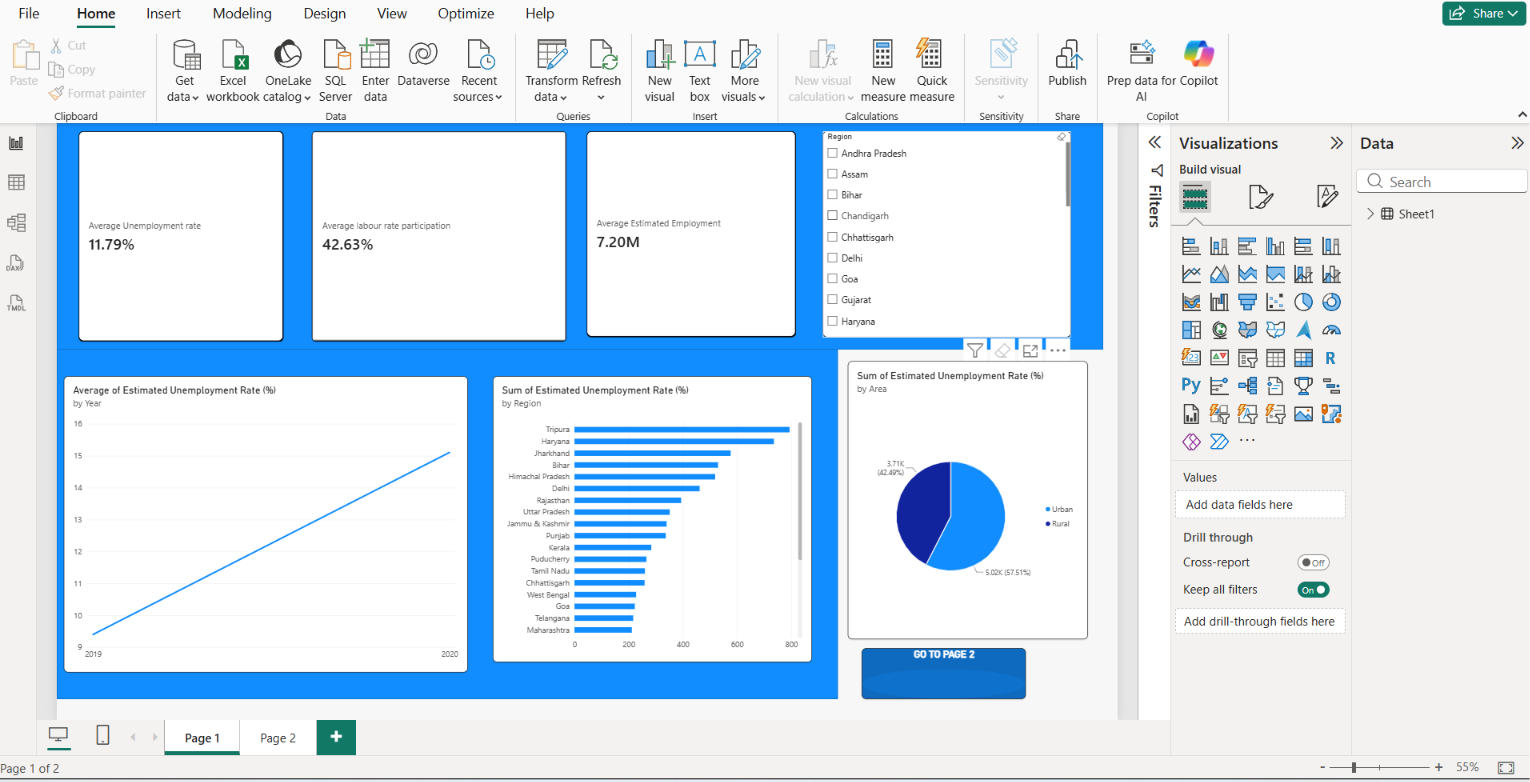 File Home Insert Modeling Design View Optimize Help Share
Paste
Cut
Copy
Format painter
Clipboard
Get data
Excel workbook
OneLake catalog
SQL Server
Enter data
Dataverse
Recent sources
Data
Transform data
Refresh
Queries
New visual
Text box
More visuals
Insert
New visual calculation
New measure
Quick measure
Calculations
Sensitivity
Sensitivity
Publish
Share
Prep data for AI
Copilot
Copilot
DAX
TMDL
Average Unemployment rate
11.79%
Average labour rate participation
42.63%
Average Estimated Employment
7.20M
Region
Andhra Pradesh
Assam
Bihar
Chandigarh
Chhattisgarh
Delhi
Goa
Gujarat
Haryana
Average of Estimated Unemployment Rate (%)
by Year
16
15
14
13
12
11
10
9
2019 2020
Sum of Estimated Unemployment Rate (%)
by Region
Tripura
Haryana
Jharkhand
Bihar
Himachal Pradesh
Delhi
Rajasthan
Uttar Pradesh
Jammu & Kashmir
Punjab
Kerala
Puducherry
Tamil Nadu
Chhattisgarh
West Bengal
Goa
Telangana
Maharashtra
0 200 400 600 800
Sum of Estimated Unemployment Rate (%)
by Area
3.71K
(42.49%)
5.02K (57.51%)
Urban
Rural
GO TO PAGE 2
Filters
Visualizations
Build visual
123
R
Py
Values
Add data fields here
Drill through
Cross-report Off
Keep all filters On
Add drill-through fields here
Data
Search
Sheet1
Page 1 Page 2 +
Page 1 of 2
- + 55%